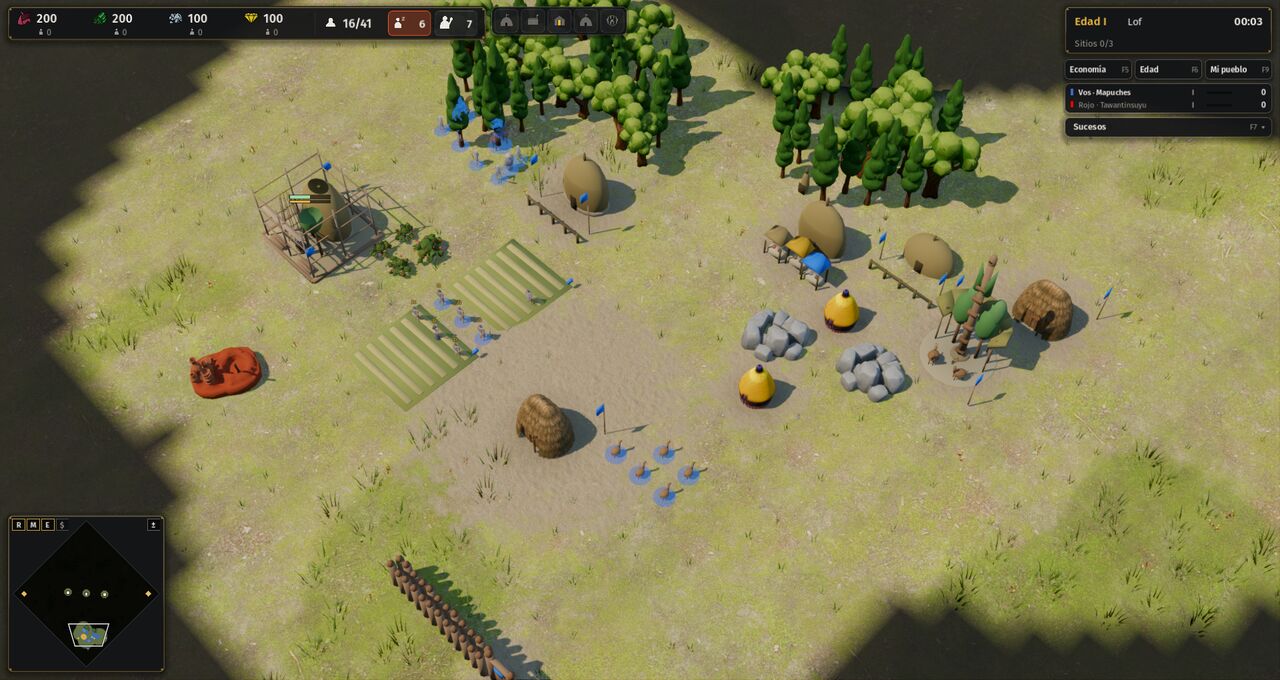 200 200 100 100 16/41 6 7
0 0 0 0
Edad I Lof 00:03
Sitios 0/3
Economía F5 Edad F6 Mi pueblo F9
Vos · Mapuches I 0
Rojo · Tawantinsuyu I 0
Sucesos F7
R M E $ ±